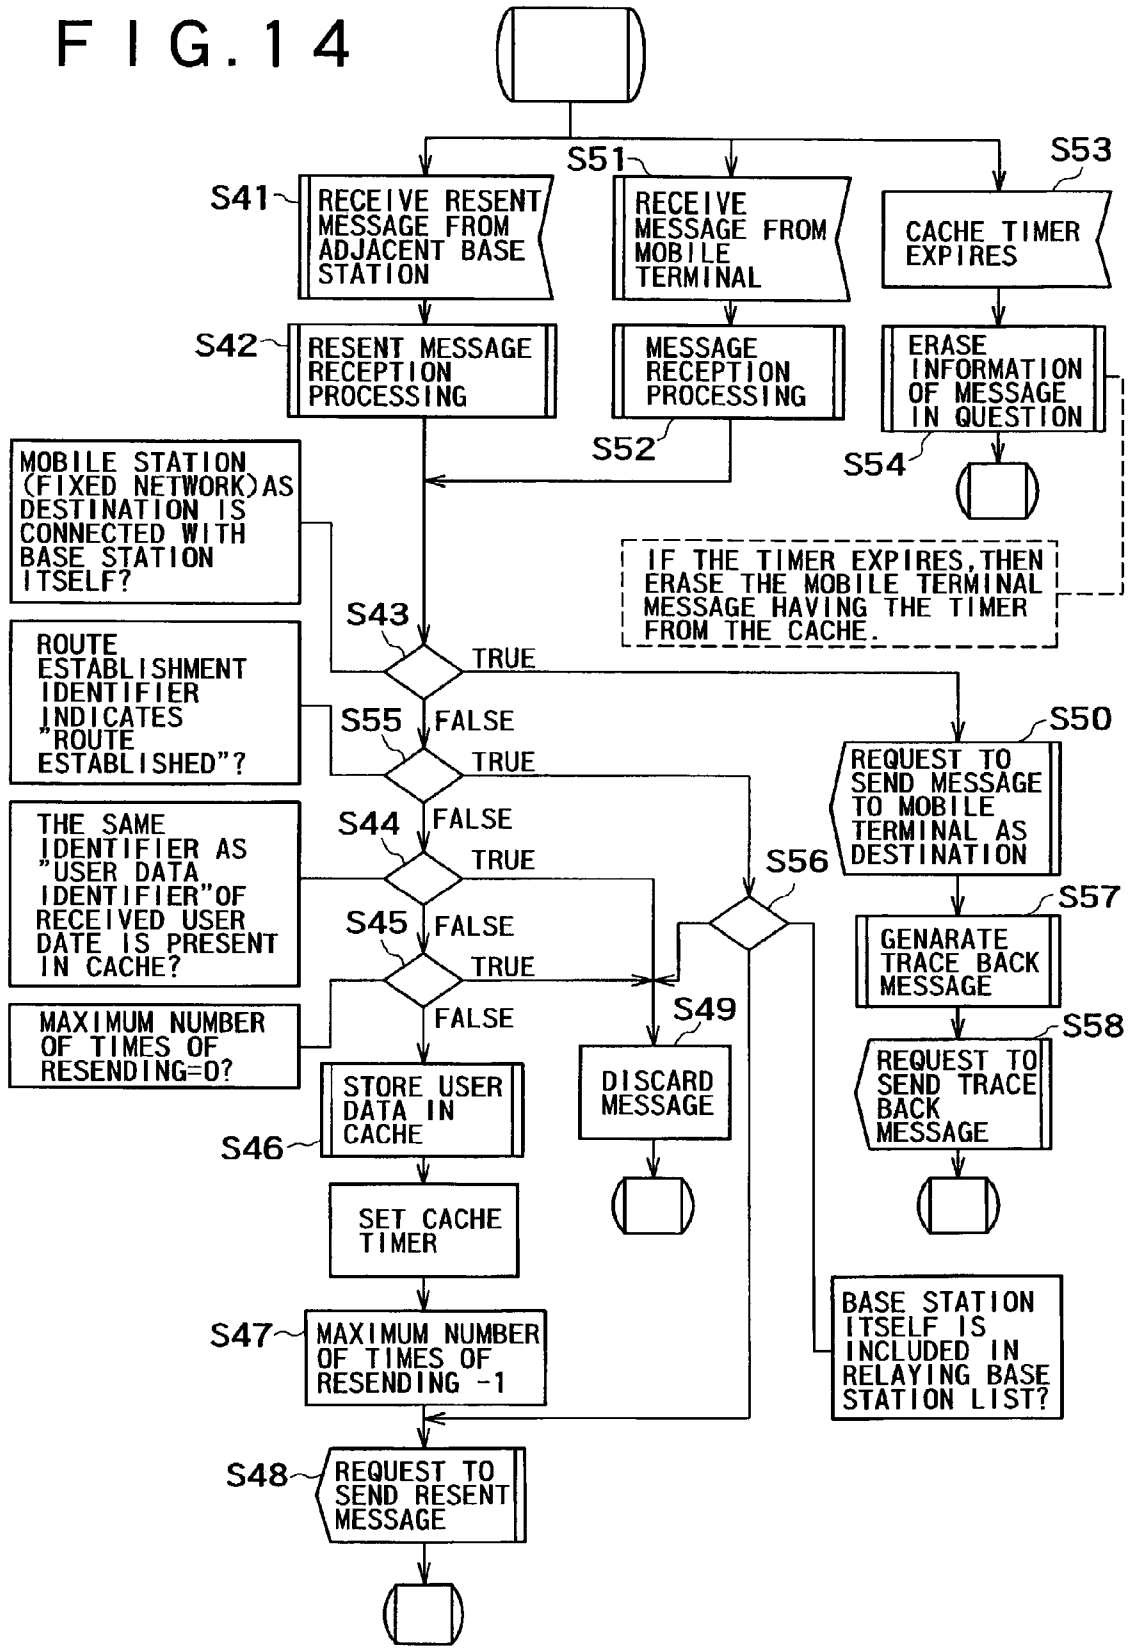 FIG.14
S41
RECEIVE RESENT
MESSAGE FROM
ADJACENT BASE
STATION
S51
RECEIVE
MESSAGE FROM
MOBILE
TERMINAL
S53
CACHE TIMER
EXPIRES
S42
RESENT MESSAGE
RECEPTION
PROCESSING
MESSAGE
RECEPTION
PROCESSING
S52
ERASE
INFORMATION
OF MESSAGE
IN QUESTION
S54
MOBILE STATION
(FIXED NETWORK)AS
DESTINATION IS
CONNECTED WITH
BASE STATION
ITSELF?
IF THE TIMER EXPIRES,THEN
ERASE THE MOBILE TERMINAL
MESSAGE HAVING THE TIMER
FROM THE CACHE.
S43
TRUE
FALSE
ROUTE
ESTABLISHMENT
IDENTIFIER
INDICATES
"ROUTE
ESTABLISHED"?
S55
TRUE
FALSE
S50
REQUEST TO
SEND MESSAGE
TO MOBILE
TERMINAL AS
DESTINATION
THE SAME
IDENTIFIER AS
"USER DATA
IDENTIFIER"OF
RECEIVED USER
DATE IS PRESENT
IN CACHE?
S44
TRUE
FALSE
S56
S57
GENARATE
TRACE BACK
MESSAGE
S45
TRUE
FALSE
MAXIMUM NUMBER
OF TIMES OF
RESENDING=0?
S49
DISCARD
MESSAGE
S58
REQUEST TO
SEND TRACE
BACK
MESSAGE
STORE USER
DATA IN
CACHE
S46
SET CACHE
TIMER
S47
MAXIMUM NUMBER
OF TIMES OF
RESENDING -1
BASE STATION
ITSELF IS
INCLUDED IN
RELAYING BASE
STATION LIST?
S48
REQUEST TO
SEND RESENT
MESSAGE